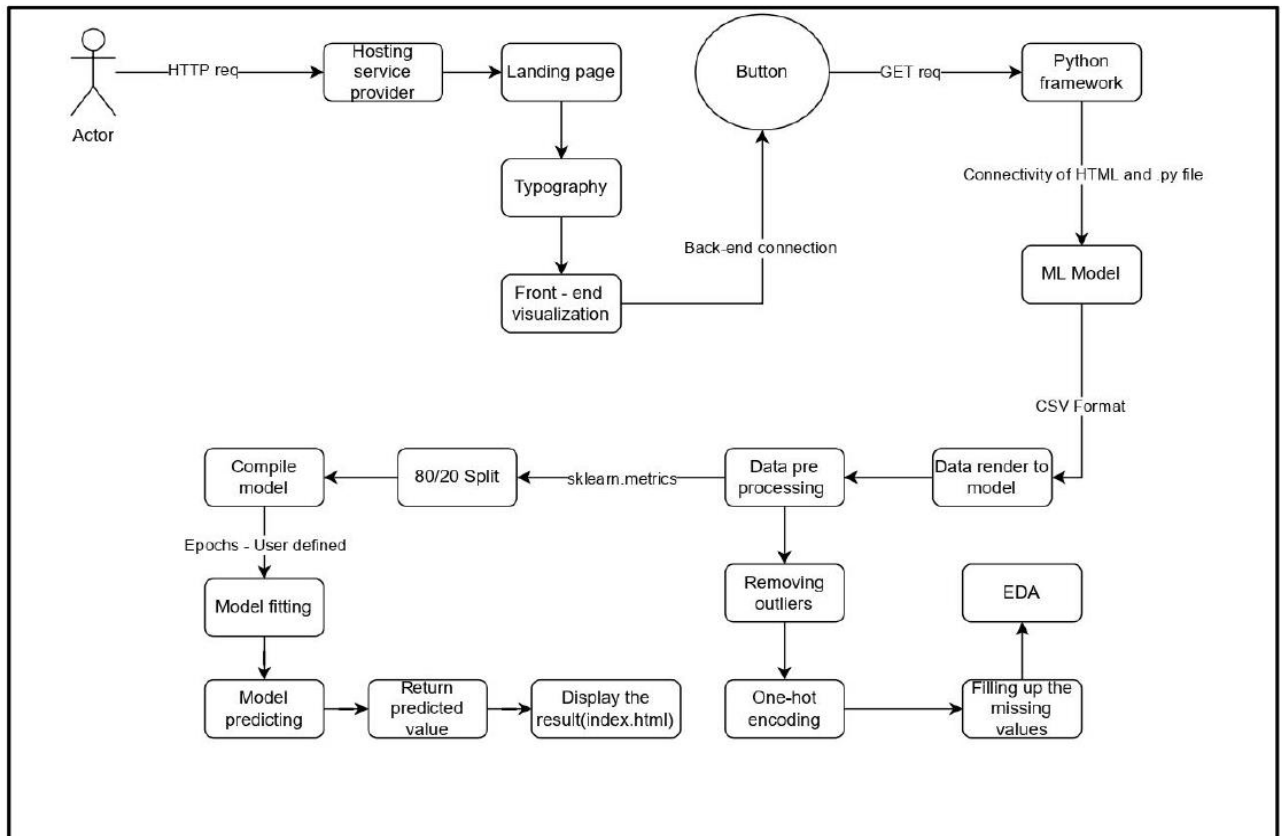 HTTP req
Hosting
service
provider
Landing page
Button
GET req
Python
framework
Actor
Typography
Connectivity of HTML and .py file
Back-end connection
ML Model
Front - end
visualization
CSV Format
Compile
model
80/20 Split
sklearn.metrics
Data pre
processing
Data render to
model
Epochs - User defined
Model fitting
Removing
outliers
EDA
Model
predicting
Return
predicted
value
Display the
result(index.html)
One-hot
encoding
Filling up the
missing
values